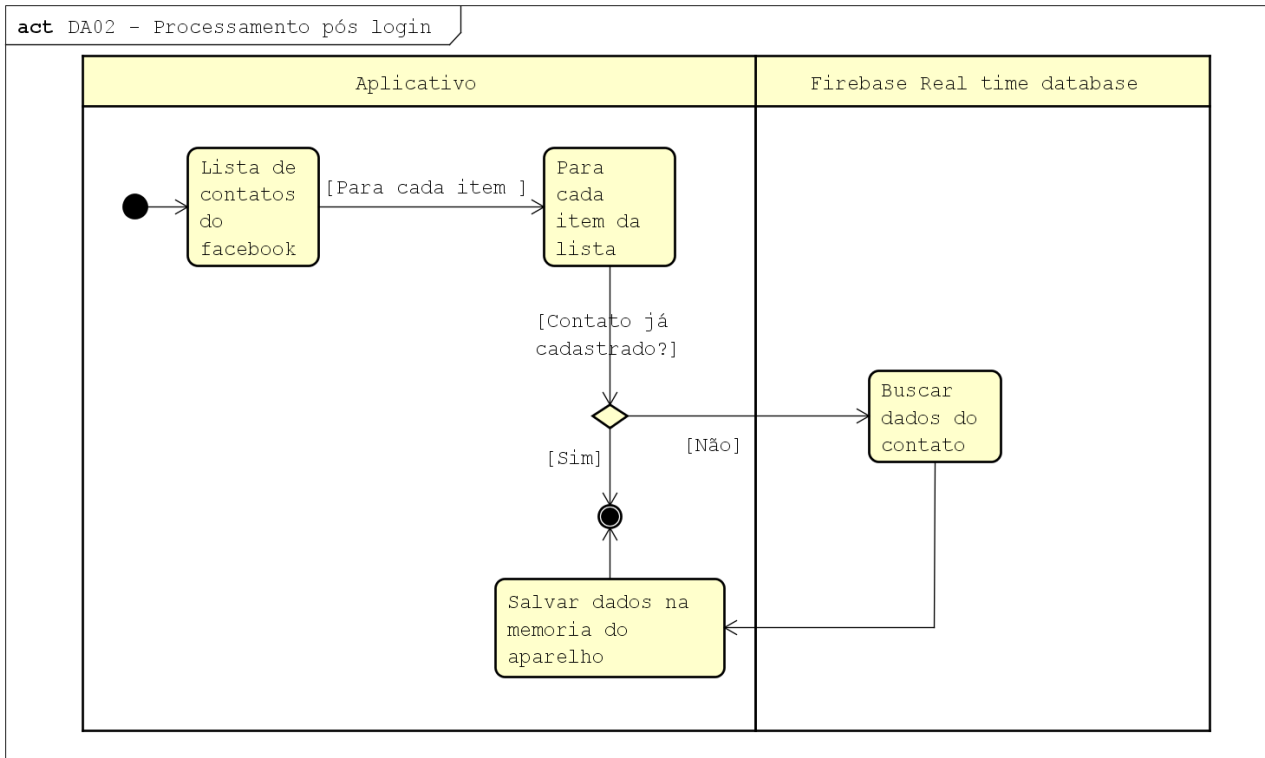 act DA02 - Processamento pós login
Aplicativo
Firebase Real time database
Lista de
contatos
do
facebook
[Para cada item ]
Para
cada
item da
lista
[Contato já
cadastrado?]
[Não]
[Sim]
Buscar
dados do
contato
Salvar dados na
memoria do
aparelho